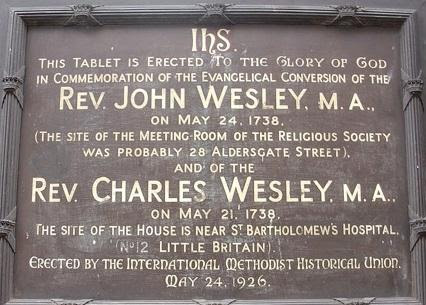 IhS.
THIS TABLET IS ERECTED TO THE GLORY OF GOD
IN COMMEMORATION OF THE EVANGELICAL CONVERSION OF THE
REV. JOHN WESLEY, M.A.,
ON MAY 24, 1738.
(THE SITE OF THE MEETING-ROOM OF THE RELIGIOUS SOCIETY
WAS PROBABLY 28 ALDERSGATE STREET),
AND OF THE
REV. CHARLES WESLEY, M.A.,
ON MAY 21, 1738.
THE SITE OF THE HOUSE IS NEAR ST BARTHOLOMEW'S HOSPITAL,
(No 12 LITTLE BRITAIN).
ERECTED BY THE INTERNATIONAL METHODIST HISTORICAL UNION.
MAY 24, 1926.